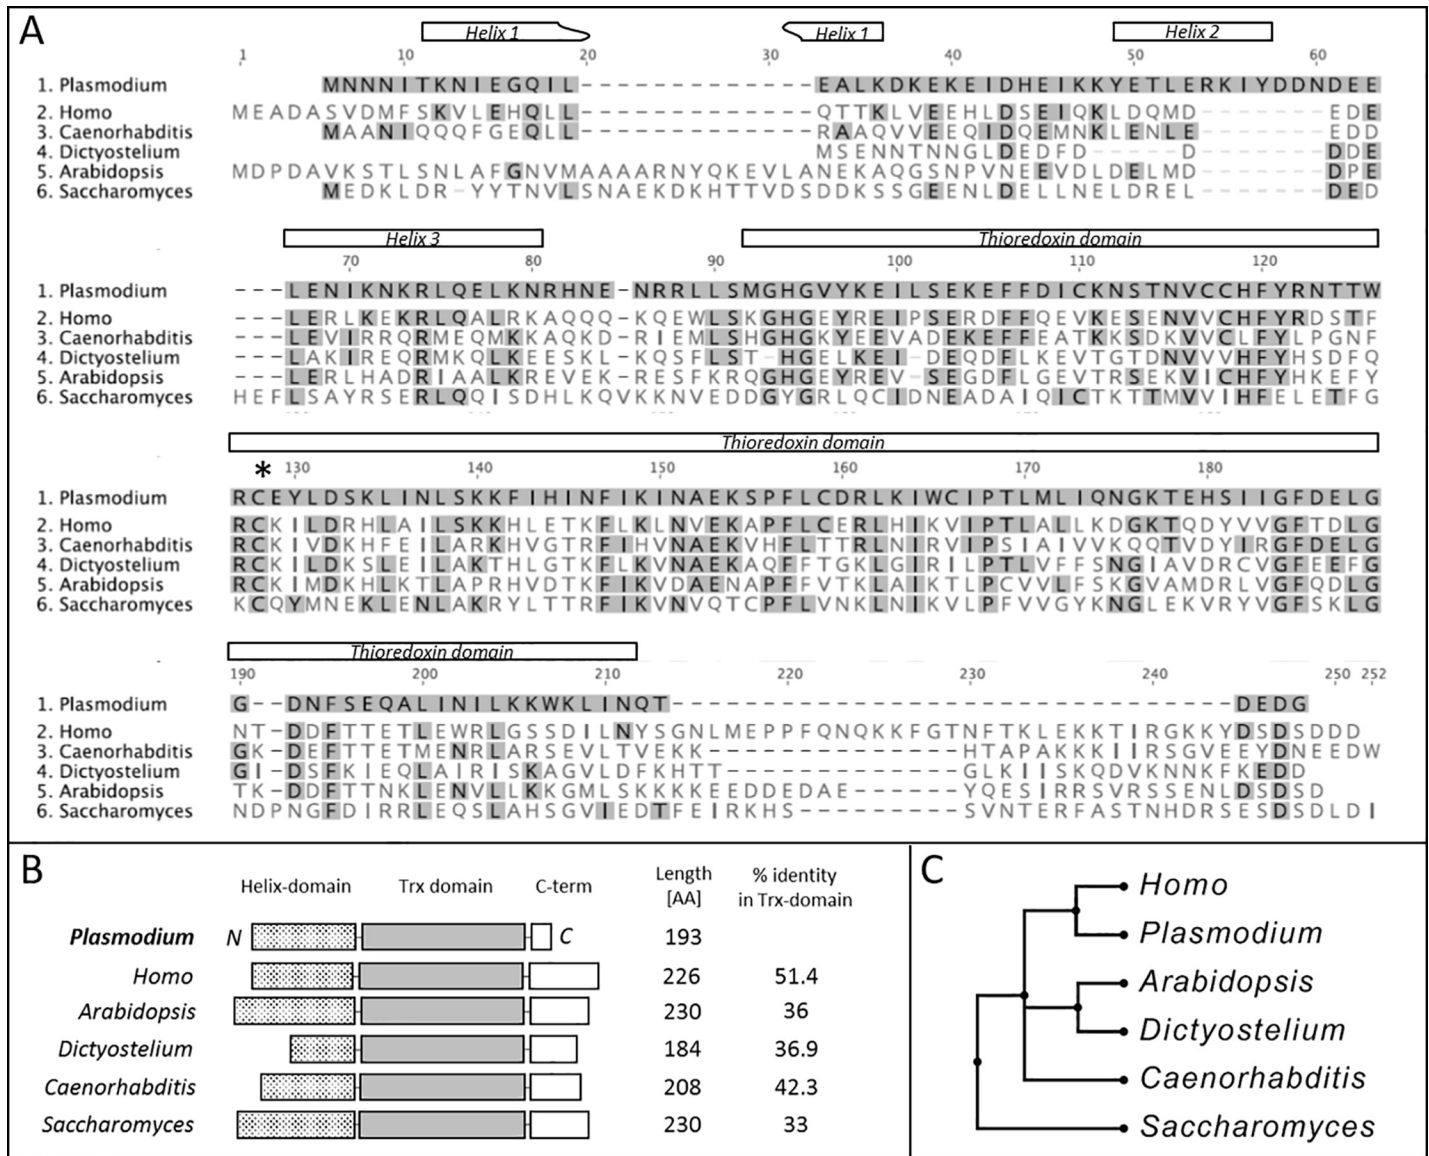 A
Helix 1 Helix 1 Helix 2
1 10 20 30 40 50 60
1. Plasmodium MNNNITKNIEGQIL-------------EALKDKEKEIDHEIKKYETLERKIYDDNDEE
2. Homo MEADASVDMFSKVLEHQLL-------------QTTKLVEEHLDSEIQKLDQMD-------EDE
3. Caenorhabditis MAANIQQQFGEQLL-------------RAAQVVEEQIDQEMNKLENLE-------EDD
4. Dictyostelium MSENNTNNGLDEDFD-----D-------DDE
5. Arabidopsis MDPDAVKSTLSNLAFGNVMAAAARNYQKEVLANEKAQGSNPVNEEVDLDELMD-------DPE
6. Saccharomyces MEDKLDR-YYTNVLSNAEKDKHTTVDSDDKSSGEENLDELLNELDREL-------DED
Helix 3 Thioredoxin domain
70 80 90 100 110 120
1. Plasmodium ---LENIKNKRLQELKNRHNE-NRRLLSMGHGVYKEILSEKEFFDICKNSTNVCCHFYRNTTW
2. Homo ---LERLKEKRLQALRKAQQQ-KQEWLSKGHGEYREIPSERDFFQEVKESENVVCHFYRDSTF
3. Caenorhabditis ---LEVIRRQRMEQMKKAQKD-RIEMLSHGHGKYEEVADEKEFFEATKKSDKVVCLFYLPGNF
4. Dictyostelium ---LAKIREQRMKQLKEESKL-KQSFLST-HGELKEI-DEQDFLKEVTGTDNVVVHFYHSDFQ
5. Arabidopsis ---LERLHADRIAALKREVEK-RESFKRQGHGEYREV-SEGDFLGEVTRSEKVICHFYHKEFY
6. Saccharomyces HEFLSAYRSERLQQISDHLKQVKKNVEDDGYGRLQCIDNEADAIQICTKTTMVVIHFELETFG
Thioredoxin domain
* 130 140 150 160 170 180
1. Plasmodium RCEYLDSKLINLSKKFIHINFIKINAEKSPFLCDRLKIWCIPTLMLIQNGKTEHSIIGFDELG
2. Homo RCKILDRHLAILSKKHLETKFLKLNVEKAPFLCERLHIKVIPTLALLKDGKTQDYVVGFTDLG
3. Caenorhabditis RCKIVDKHFEILARKHVGTRFIHVNAEKVHFLTTRLNIRVIPSIAIVVKQQTVDYIRGFDELG
4. Dictyostelium RCKILDKSLEILAKTHLGTKFLKVNAEKAQFFTGKLGIRILPTLVFFSNGIAVDRCVGFEEFG
5. Arabidopsis RCKIMDKHLKTLAPRHVDTKFIKVDAENAPFFVTKLAIKTLPCVVLFSKGVAMDRLVGFQDLG
6. Saccharomyces KCQYMNEKLENLAKRYLTTRFIKVNVQTCPFLVNKLNIKVLPFVVGYKNGLEKVRYVGFSKLG
Thioredoxin domain
190 200 210 220 230 240 250 252
1. Plasmodium G--DNFSEQALINILKKWKLINQT-------------------------------DEDG
2. Homo NT-DDFTTETLEWRLGSSDILNYSGNLMEPPFQNQKKFGTNFTKLEKKTIRGKKYDSDSDDD
3. Caenorhabditis GK-DEFTTETMENRLARSEVLTVEKK--------------HTAPAKKKIIRSGVEEYDNEEDW
4. Dictyostelium GI-DSFKIEQLAIRISKAGVLDFKHTT-------------GLKIISKQDVKNNKFKEDD
5. Arabidopsis TK-DDFTTNKLENVLLKKGMLSKKKKEEDDEDAE------YQESIRRSVRSSENLDSDSD
6. Saccharomyces NDPNGFDIRRLEQSLAHSGVIEDTFEIRKHS---------SVNTERFASTNHDRSESDSDLDI
B
Helix-domain Trx domain C-term Length [AA] % identity in Trx-domain
Plasmodium N C 193
Homo 226 51.4
Arabidopsis 230 36
Dictyostelium 184 36.9
Caenorhabditis 208 42.3
Saccharomyces 230 33
C
Homo
Plasmodium
Arabidopsis
Dictyostelium
Caenorhabditis
Saccharomyces